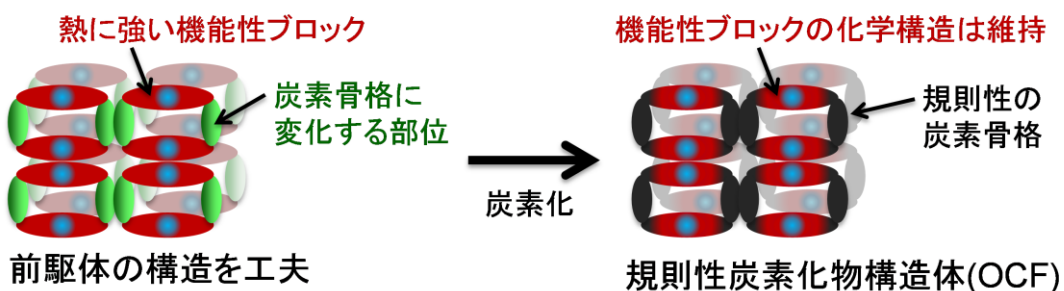 熱に強い機能性ブロック
炭素骨格に
変化する部位
前駆体の構造を工夫
炭素化
機能性ブロックの化学構造は維持
規則性の
炭素骨格
規則性炭素化物構造体(OCF)